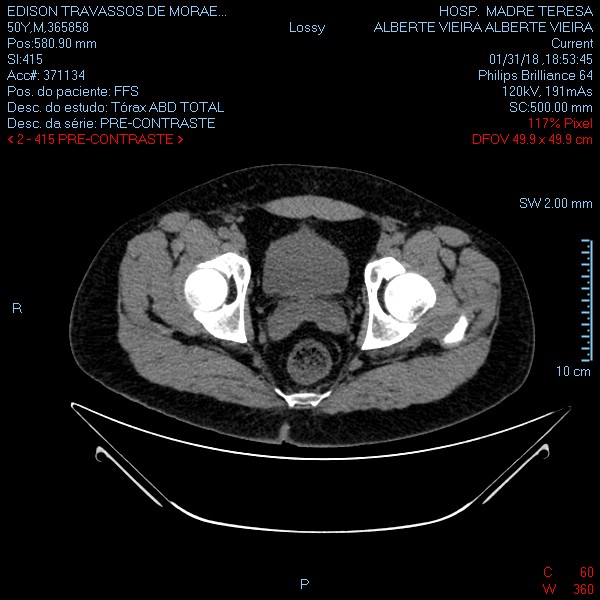 EDISON TRAVASSOS DE MORAE...
50Y,M,365858
Pos:580.90 mm
SI:415
Acc#: 371134
Pos. do paciente: FFS
Desc. do estudo: Tórax ABD TOTAL
Desc. da série: PRE-CONTRASTE
< 2 - 415 PRE-CONTRASTE >
Lossy
HOSP. MADRE TERESA
ALBERTE VIEIRA ALBERTE VIEIRA
Current
01/31/18 ,18:53:45
Philips Brilliance 64
120kV, 191mAs
SC:500.00 mm
117% Pixel
DFOV 49.9 x 49.9 cm
SW 2.00 mm
R
10 cm
P
C 60
W 360